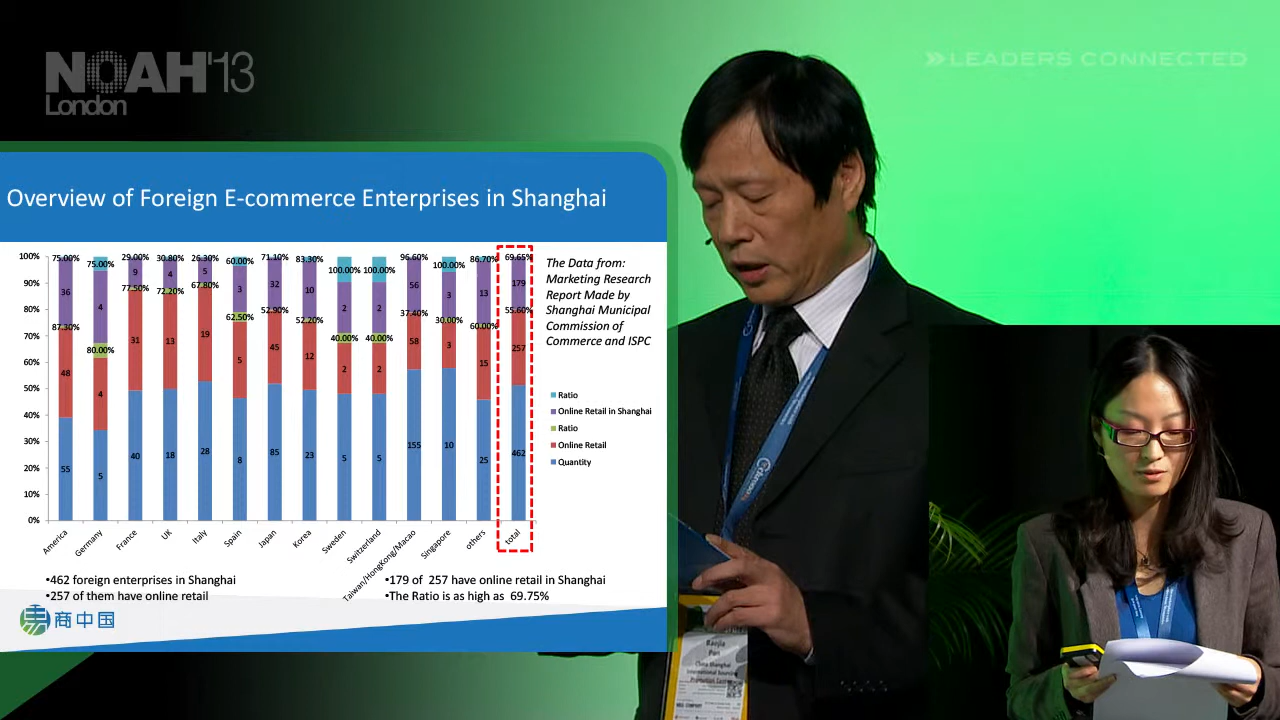 NOAH'13
London
LEADERS CONNECTED
Overview of Foreign E-commerce Enterprises in Shanghai
100%
90%
80%
70%
60%
50%
40%
30%
20%
10%
0%
75.00%
36
87.30%
48
55
75.00%
4
80.00%
4
5
29.00%
9
77.50%
31
40
30.80%
4
72.20%
13
18
26.30%
5
67.80%
19
28
60.00%
3
62.50%
5
8
71.10%
32
52.90%
45
85
83.30%
10
52.20%
12
23
100.00%
2
40.00%
2
5
100.00%
2
40.00%
2
5
96.60%
56
37.40%
58
155
100.00%
3
30.00%
3
10
86.70%
13
60.00%
15
25
69.65%
179
55.60%
257
462
America
Germany
France
UK
Italy
Spain
Japan
Korea
Sweden
Switzerland
Taiwan/HongKong/Macao
Singapore
others
total
The Data from:
Marketing Research
Report Made by
Shanghai Municipal
Commission of
Commerce and ISPC
Ratio
Online Retail in Shanghai
Ratio
Online Retail
Quantity
•462 foreign enterprises in Shanghai
•257 of them have online retail
•179 of 257 have online retail in Shanghai
•The Ratio is as high as 69.75%
商中国
Pan
China Shanghai
International Sourcing